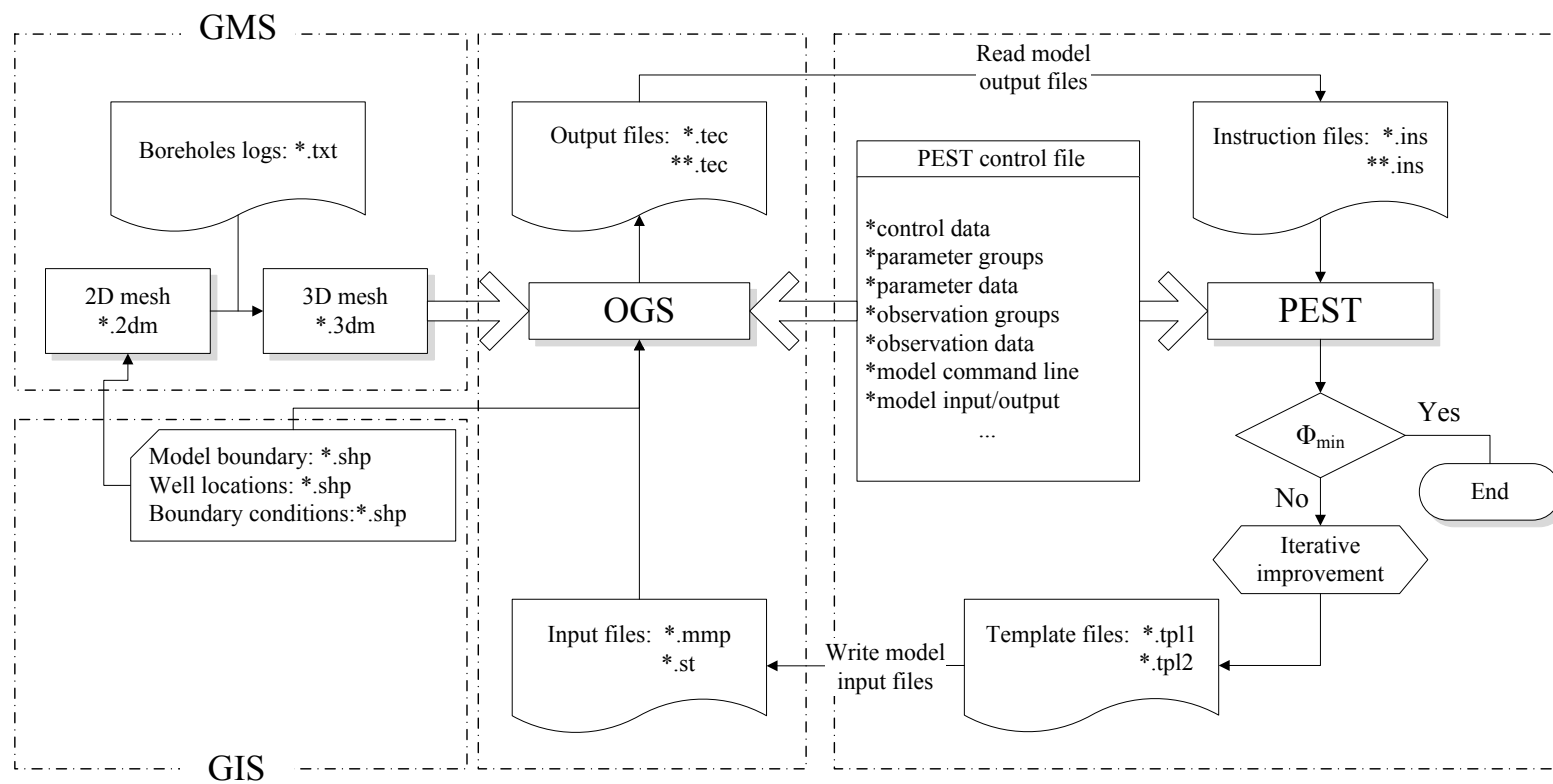 GMS
Boreholes logs: *.txt
2D mesh
*.2dm
3D mesh
*.3dm
Model boundary: *.shp
Well locations: *.shp
Boundary conditions:*.shp
GIS
Output files: *.tec
**.tec
OGS
Input files: *.mmp
*.st
Read model
output files
PEST control file
*control data
*parameter groups
*parameter data
*observation groups
*observation data
*model command line
*model input/output
...
Instruction files: *.ins
**.ins
PEST
Φmin
Yes
End
No
Iterative
improvement
Template files: *.tpl1
*.tpl2
Write model
input files